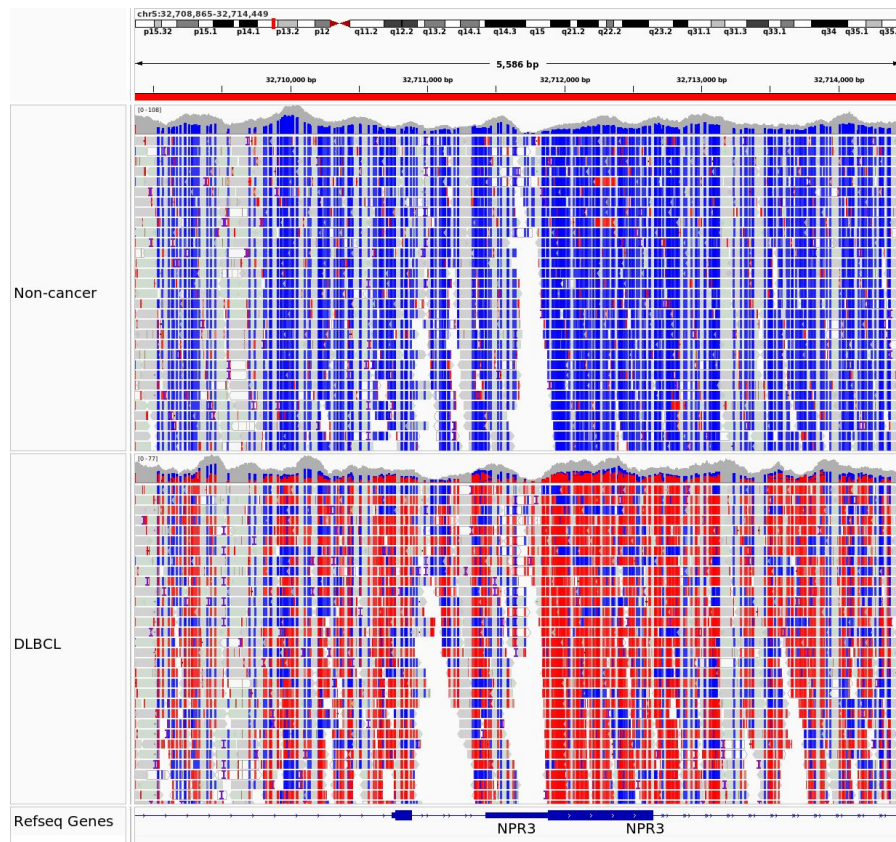 chr5:32,708,865-32,714,449
p15.32 p15.1 p14.1 p13.2 p12 q11.2 q12.2 q13.2 q14.1 q14.3 q15 q21.2 q22.2 q23.2 q31.1 q31.3 q33.1 q34 q35.1 q35.
5,586 bp
32,710,000 bp 32,711,000 bp 32,712,000 bp 32,713,000 bp 32,714,000 bp
[0-108]
Non-cancer
[0-77]
DLBCL
Refseq Genes
NPR3 NPR3